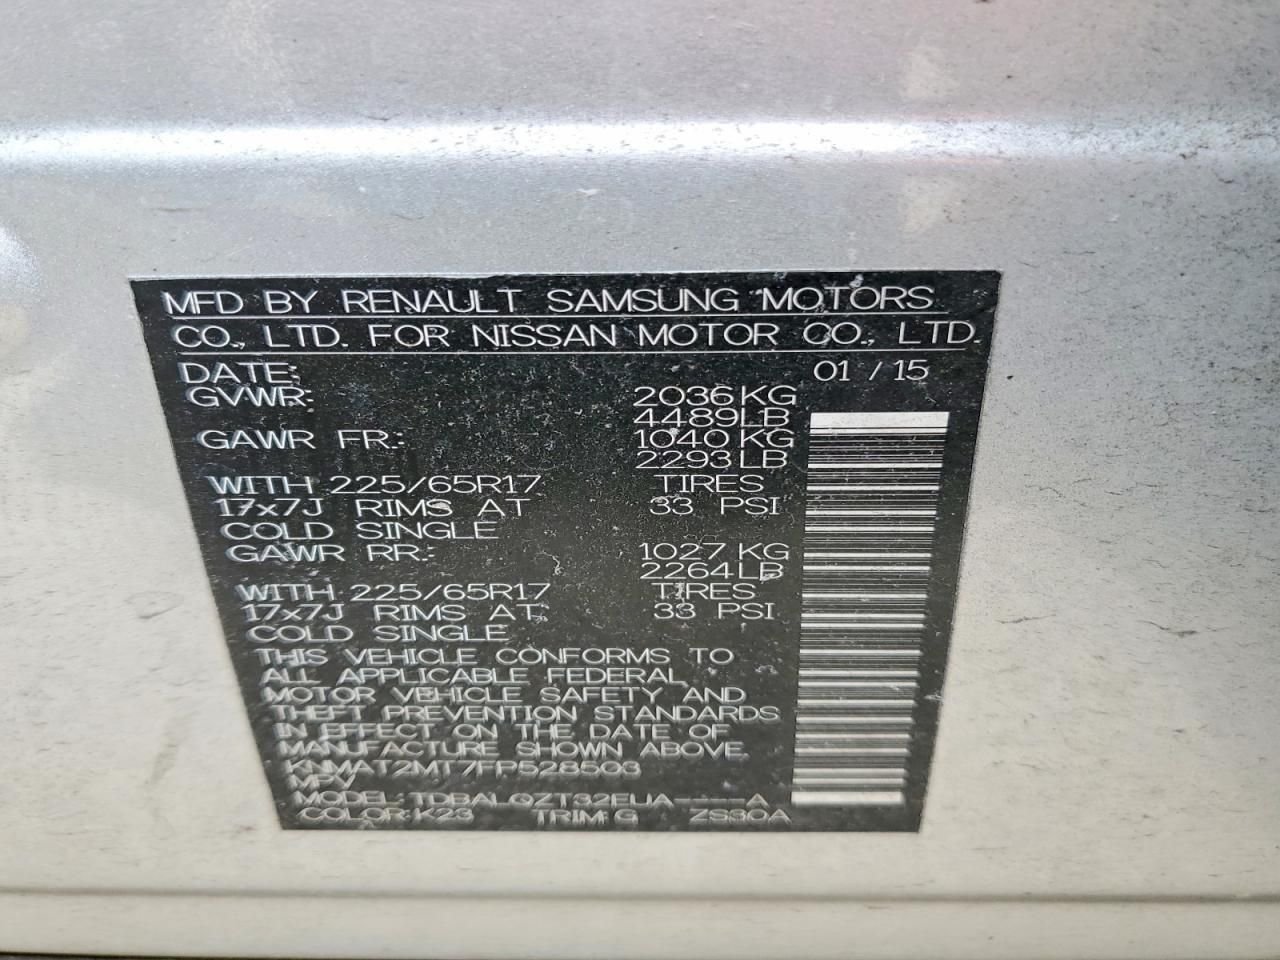 MFD BY RENAULT SAMSUNG MOTORS
CO., LTD. FOR NISSAN MOTOR CO., LTD.
DATE: 01 / 15
GVWR: 2036 KG
4489 LB
GAWR FR.: 1040 KG
2293 LB
WITH 225/65R17 TIRES
17x7J RIMS AT 33 PSI
COLD SINGLE
GAWR RR.: 1027 KG
2264 LB
WITH 225/65R17 TIRES
17x7J RIMS AT 33 PSI
COLD SINGLE
THIS VEHICLE CONFORMS TO
ALL APPLICABLE FEDERAL
MOTOR VEHICLE SAFETY AND
THEFT PREVENTION STANDARDS
IN EFFECT ON THE DATE OF
MANUFACTURE SHOWN ABOVE.
KNMAT2MT7FP528503
MPV
MODEL: TDBALQZT32EUA----A
COLOR: K23 TRIM G ZS30A